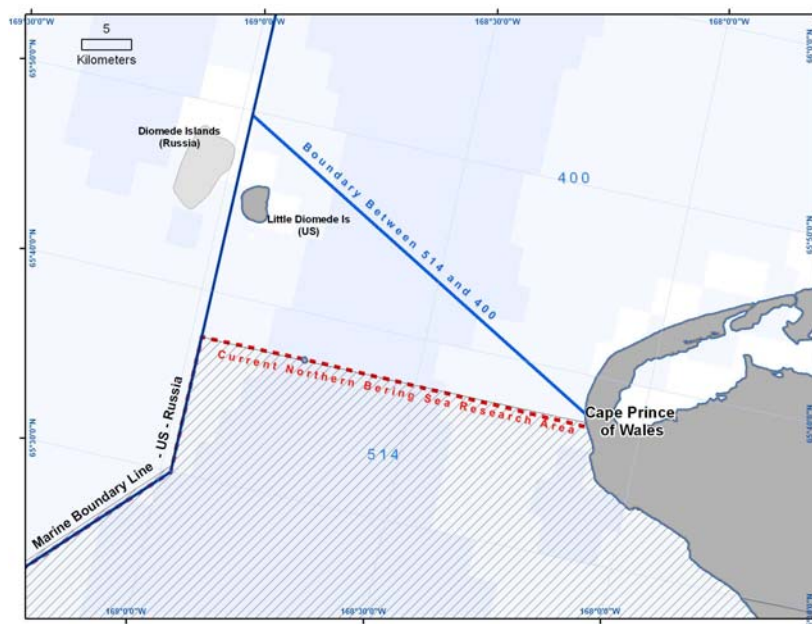 169°30'0"W
169°0'0"W
168°30'0"W
168°0'0"W
5
Kilometers
Diomede Islands
(Russia)
Little Diomede Is
(US)
Boundary Between 514 and 400
400
Current Northern Bering Sea Research Area
Cape Prince
of Wales
514
Marine Boundary Line - US - Russia
169°0'0"W
168°30'0"W
168°0'0"W